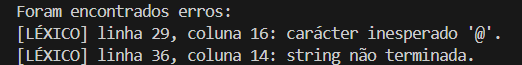 Foram encontrados erros:
[LÉXICO] linha 29, coluna 16: carácter inesperado '@'.
[LÉXICO] linha 36, coluna 14: string não terminada.